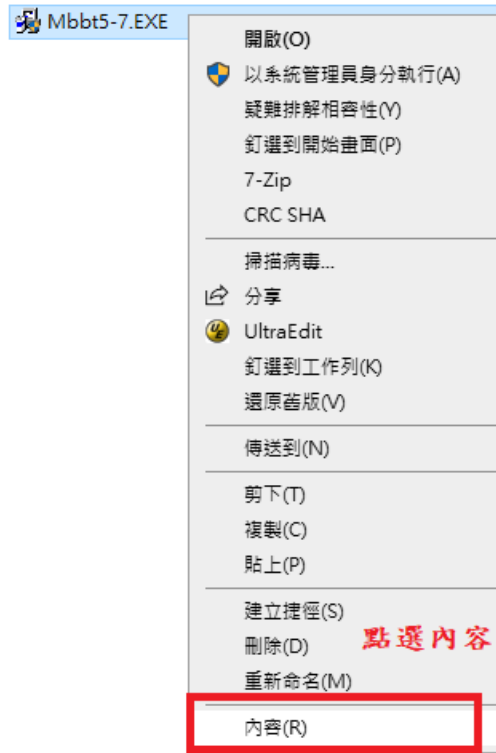 Mbbt5-7.EXE
開啟(O)
以系統管理員身分執行(A)
疑難排解相容性(Y)
釘選到開始畫面(P)
7-Zip
CRC SHA
掃描病毒...
分享
UltraEdit
釘選到工作列(K)
還原舊版(V)
傳送到(N)
剪下(T)
複製(C)
貼上(P)
建立捷徑(S)
刪除(D)
點選內容
重新命名(M)
內容(R)